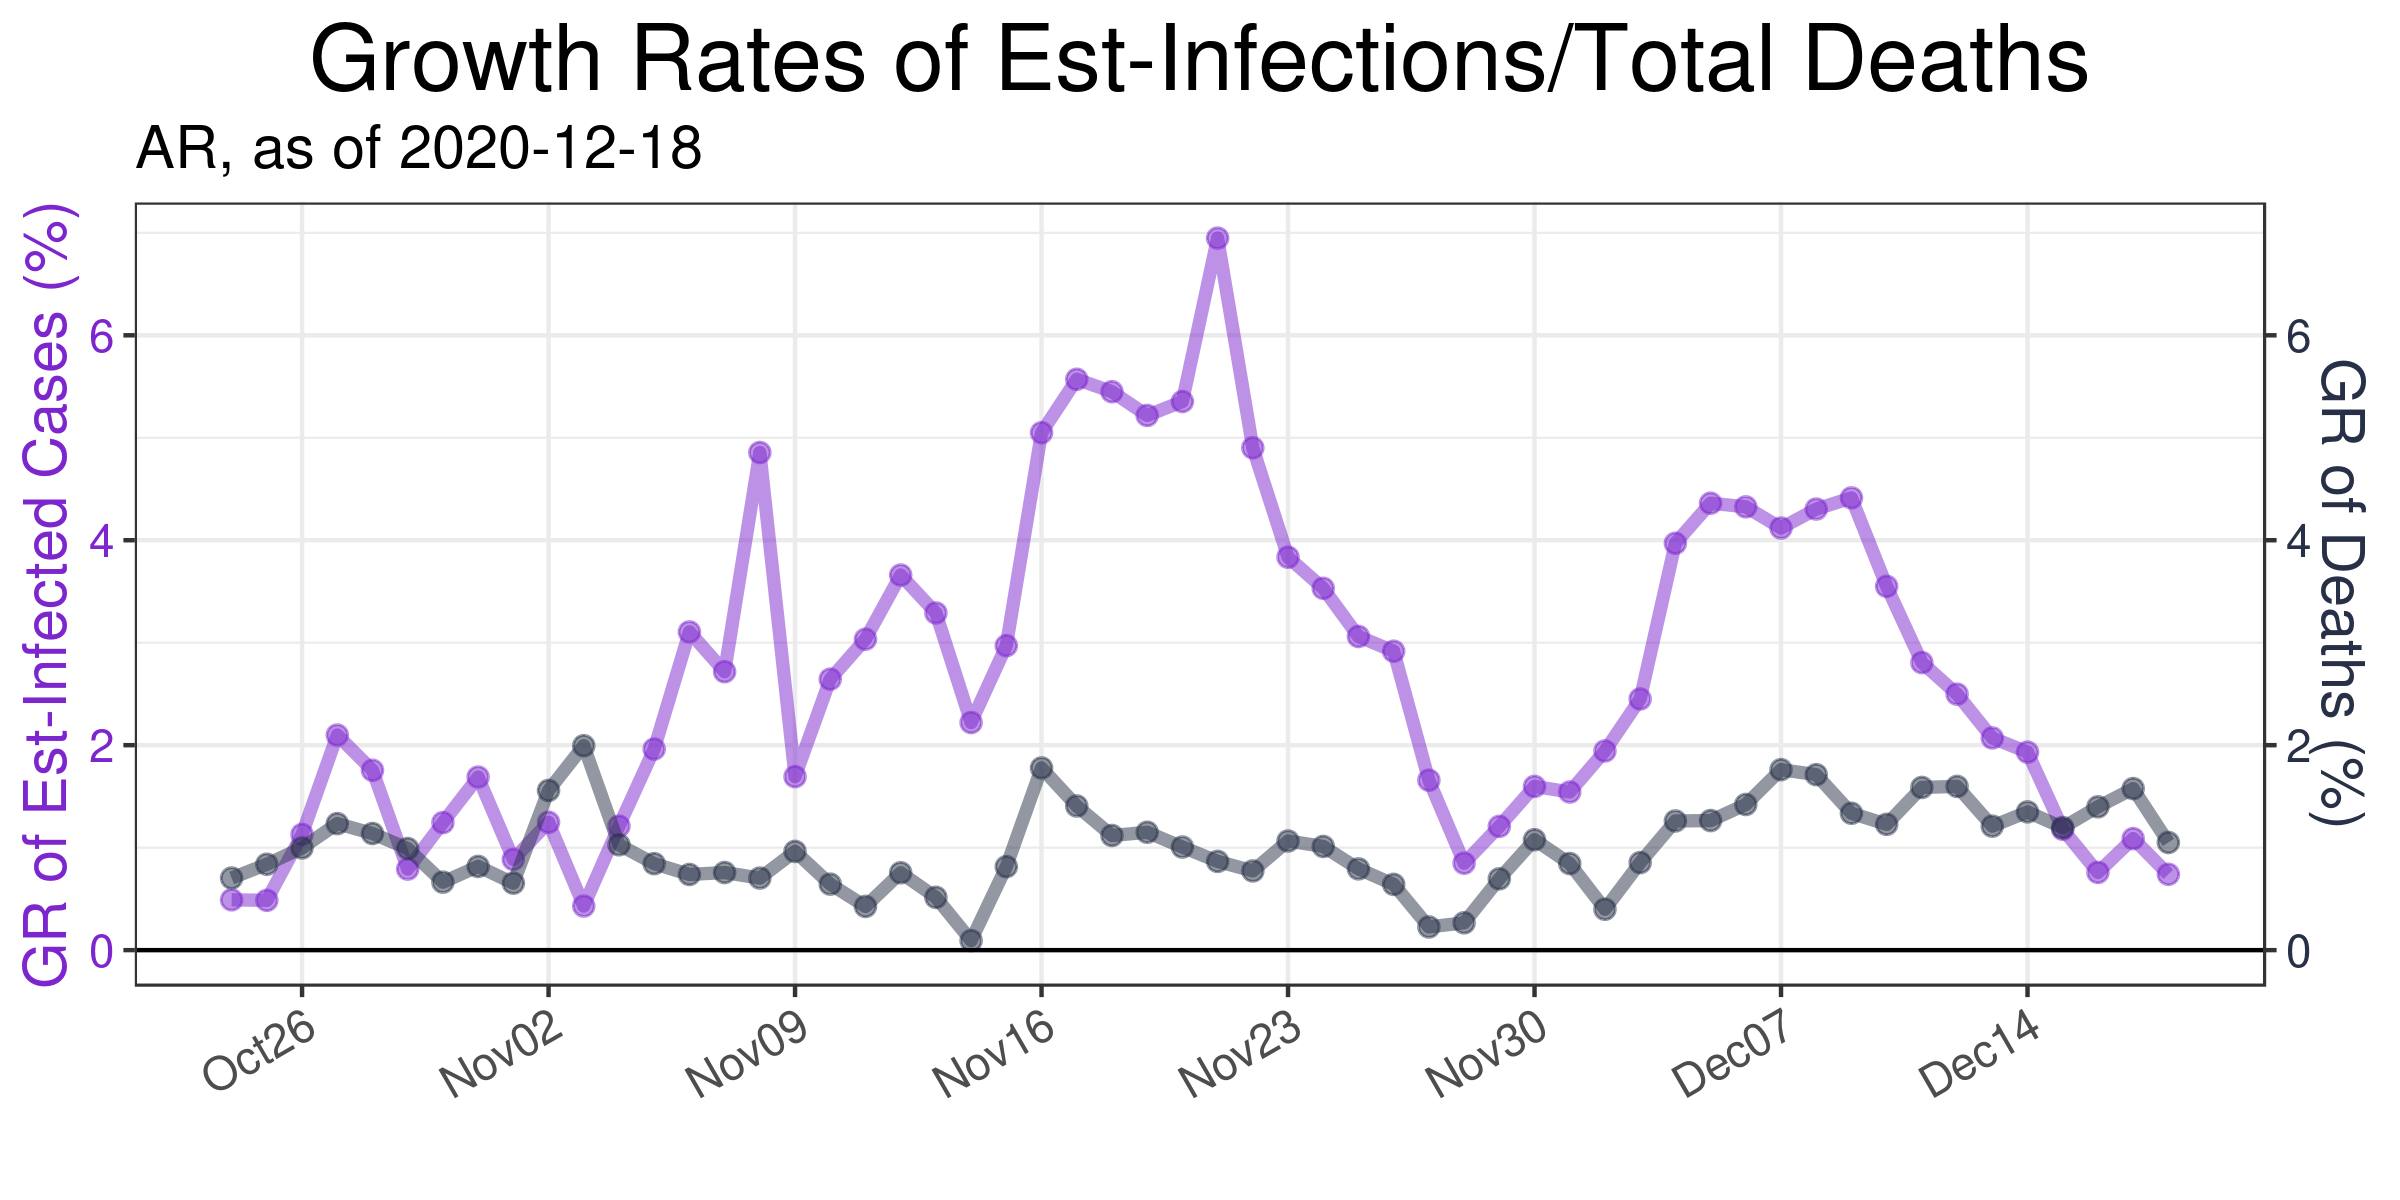 Growth Rates of Est-Infections/Total Deaths
AR, as of 2020-12-18
GR of Est-Infected Cases (%)
6
4
2
0
6
4
2
0
GR of Deaths (%)
Oct26
Nov02
Nov09
Nov16
Nov23
Nov30
Dec07
Dec14